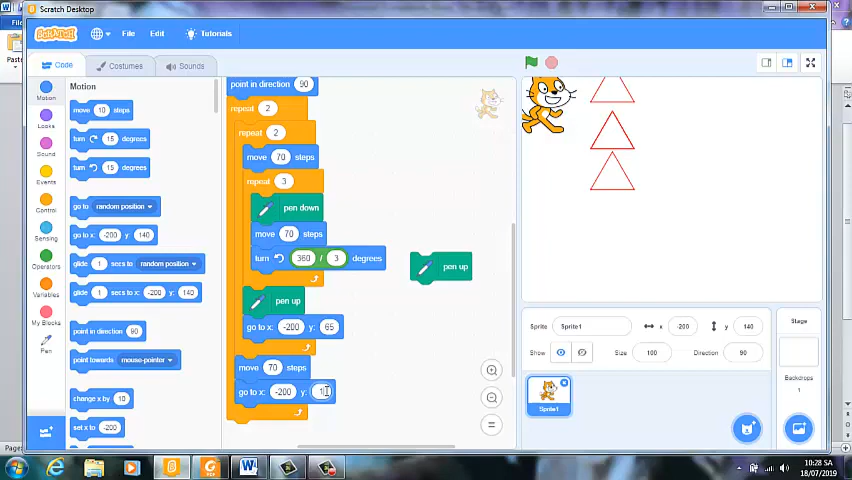 Scratch Desktop
SCRATCH File Edit Tutorials
Code Costumes Sounds
Motion
Looks
Sound
Events
Control
Sensing
Operators
Variables
My Blocks
Pen
Motion
move 10 steps
turn 15 degrees
turn 15 degrees
go to random position
go to x: -200 y: 140
glide 1 secs to random position
glide 1 secs to x: -200 y: 140
point in direction 90
point towards mouse-pointer
change x by 10
set x to -200
point in direction 90
repeat 2
repeat 2
move 70 steps
repeat 3
pen down
move 70 steps
turn 360 / 3 degrees
pen up
go to x: -200 y: 65
move 70 steps
go to x: -200 y: 1
pen up
Sprite Sprite1 x -200 y 140
Show Size 100 Direction 90
Sprite1
Stage
Backdrops
1
10:28 SA
18/07/2019